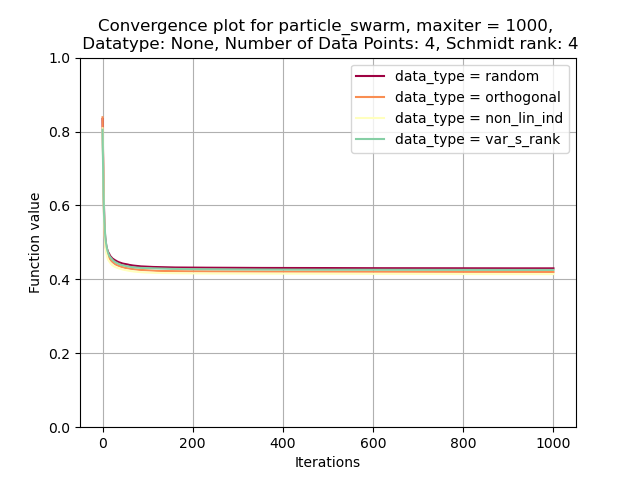 Convergence plot for particle_swarm, maxiter = 1000,
Datatype: None, Number of Data Points: 4, Schmidt rank: 4
1.0
0.8
0.6
0.4
0.2
0.0
Function value
data_type = random
data_type = orthogonal
data_type = non_lin_ind
data_type = var_s_rank
0 200 400 600 800 1000
Iterations